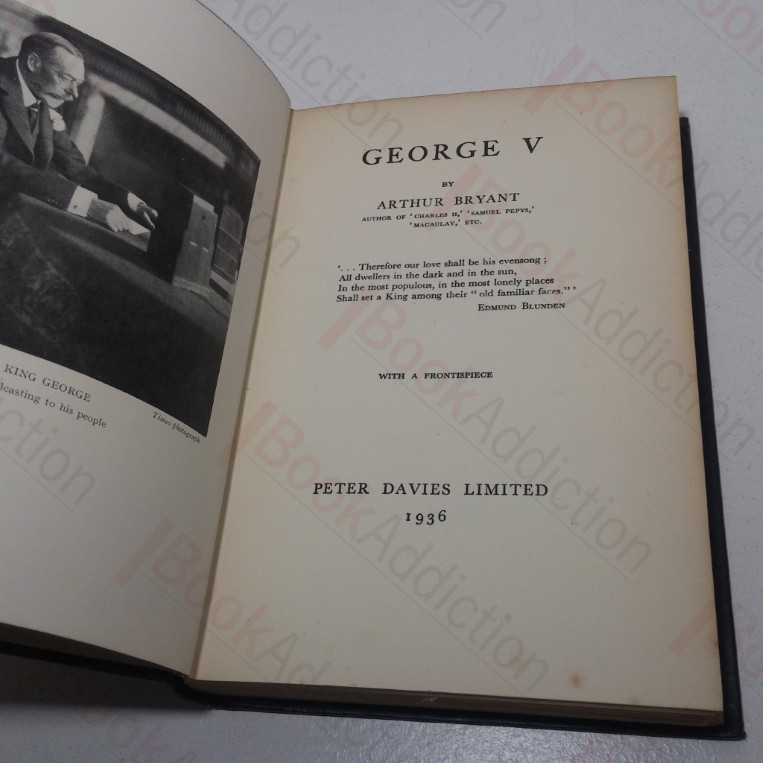 KING GEORGE
casting to his people
Times photograph
GEORGE V
BY
ARTHUR BRYANT
AUTHOR OF 'CHARLES II,' 'SAMUEL PEPYS,'
'MACAULAY,' ETC.
'. . . Therefore our love shall be his evensong ;
All dwellers in the dark and in the sun,
In the most populous, in the most lonely places
Shall set a King among their " old familiar faces." '
EDMUND BLUNDEN
WITH A FRONTISPIECE
PETER DAVIES LIMITED
1936
BookAddiction